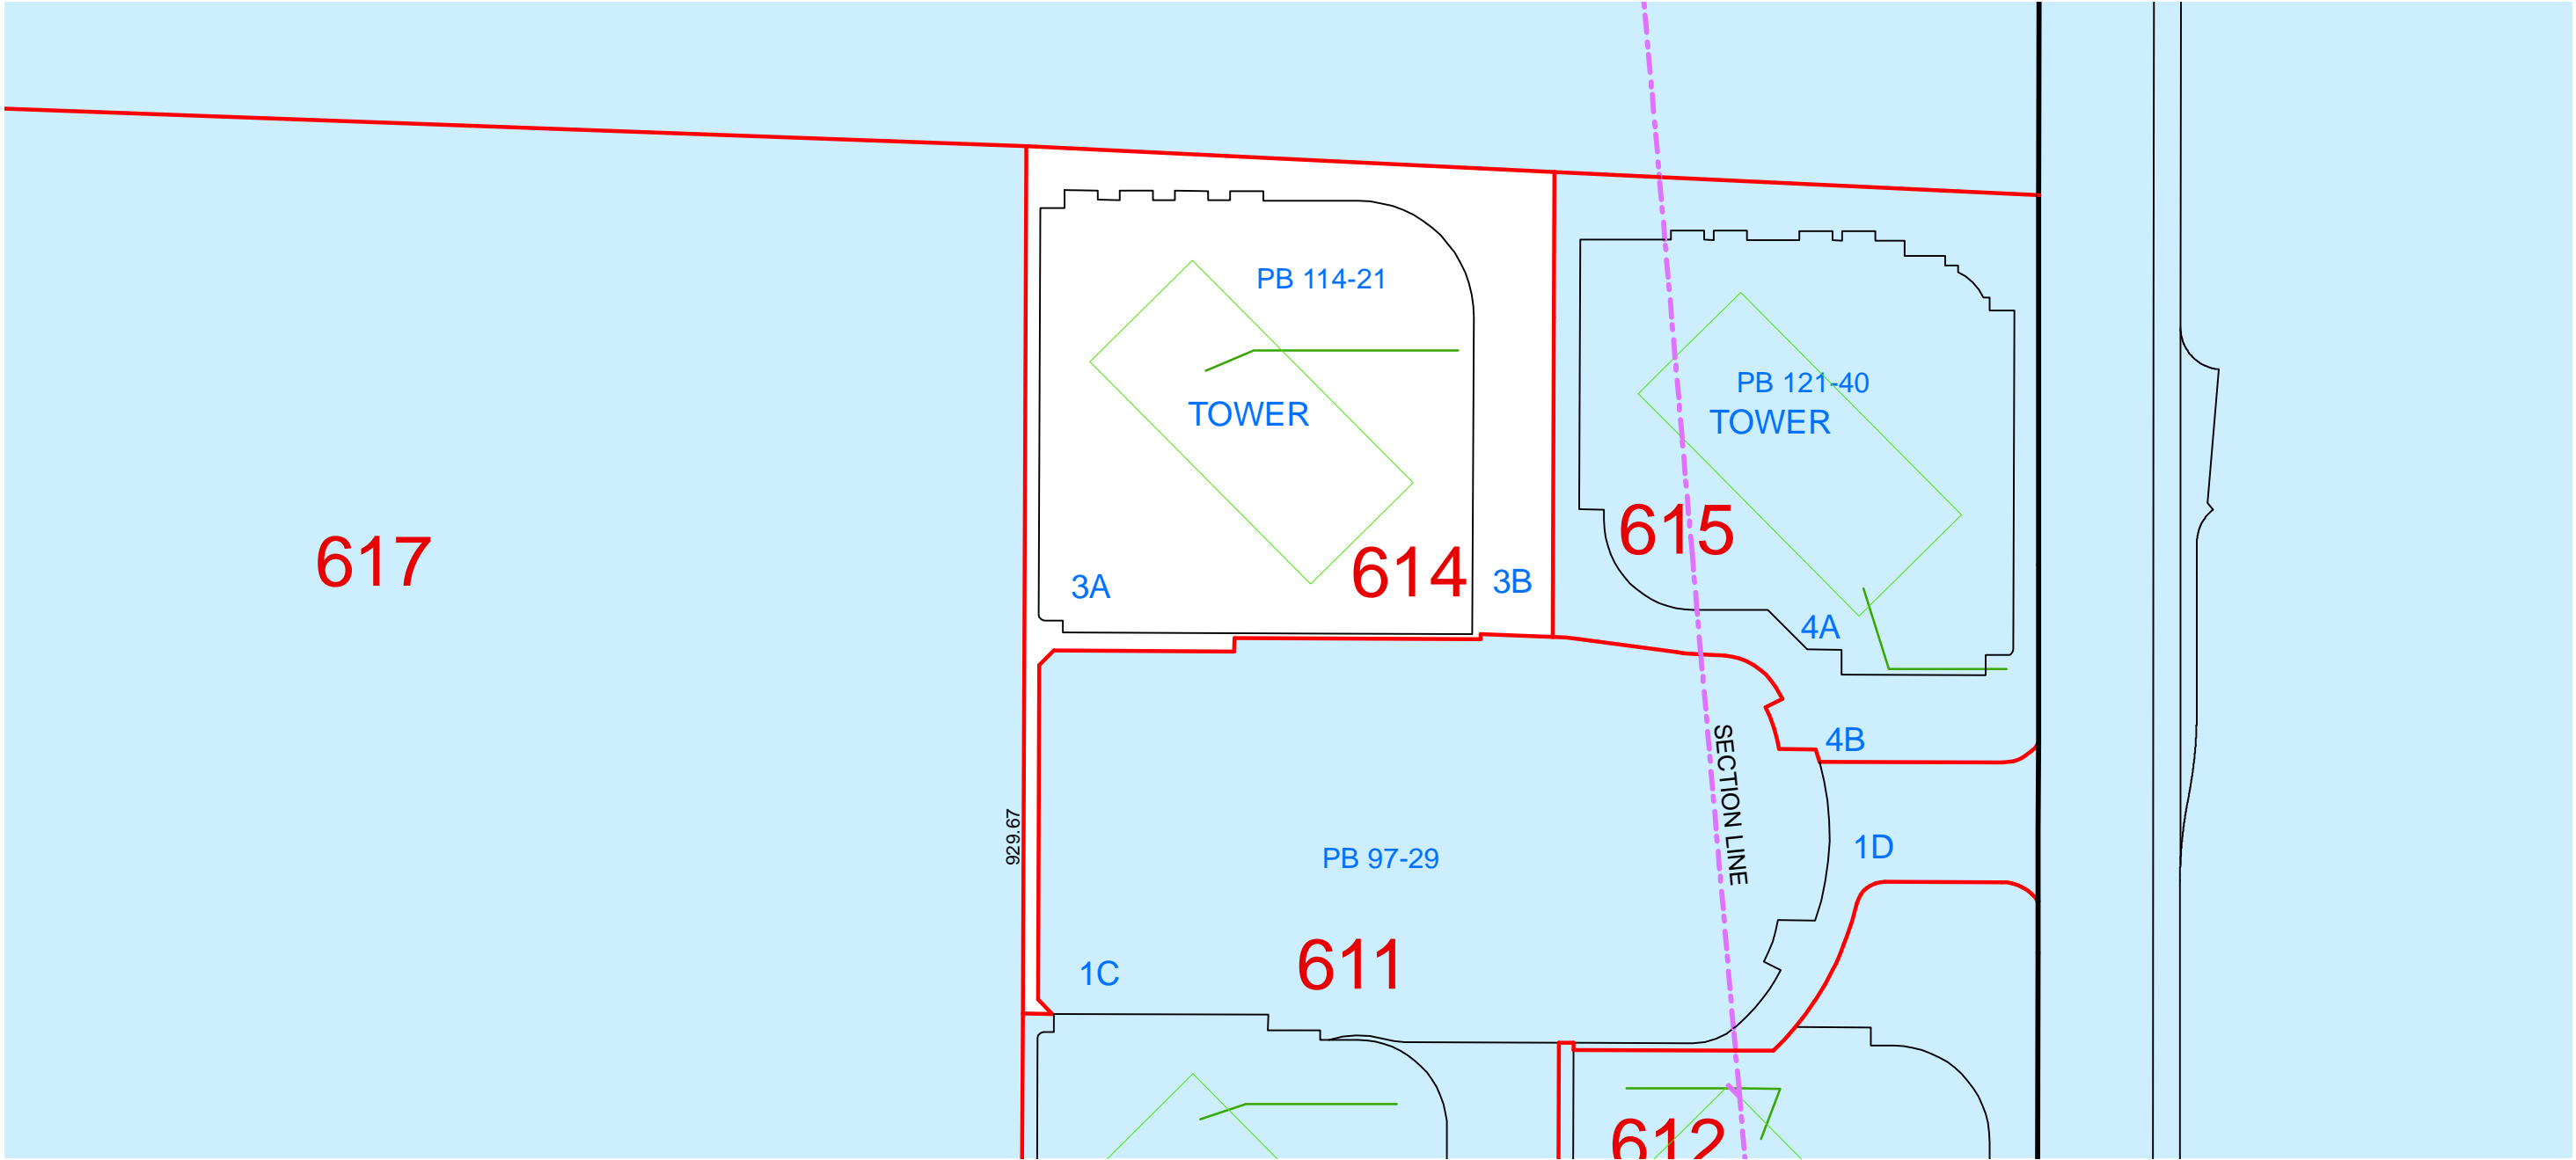 PB 114-21
TOWER
PB 121-40
TOWER
617
614
615
3A
3B
4A
4B
SECTION LINE
929.67
1D
PB 97-29
611
1C
612